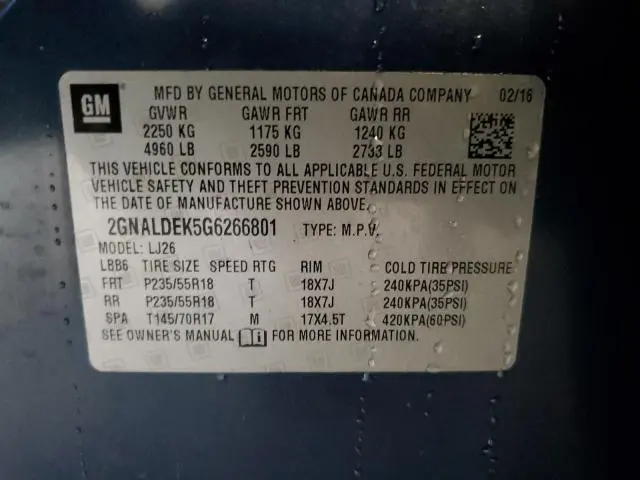 GM
MFD BY GENERAL MOTORS OF CANADA COMPANY 02/16
GVWR GAWR FRT GAWR RR
2250 KG 1175 KG 1240 KG
4960 LB 2590 LB 2733 LB
THIS VEHICLE CONFORMS TO ALL APPLICABLE U.S. FEDERAL MOTOR
VEHICLE SAFETY AND THEFT PREVENTION STANDARDS IN EFFECT ON
THE DATE OF MANUFACTURE SHOWN ABOVE.
2GNALDEK5G6266801 TYPE: M.P.V.
MODEL: LJ26
LBB6 TIRE SIZE SPEED RTG RIM COLD TIRE PRESSURE
FRT P235/55R18 T 18X7J 240KPA(35PSI)
RR P235/55R18 T 18X7J 240KPA(35PSI)
SPA T145/70R17 M 17X4.5T 420KPA(60PSI)
SEE OWNER'S MANUAL FOR MORE INFORMATION.